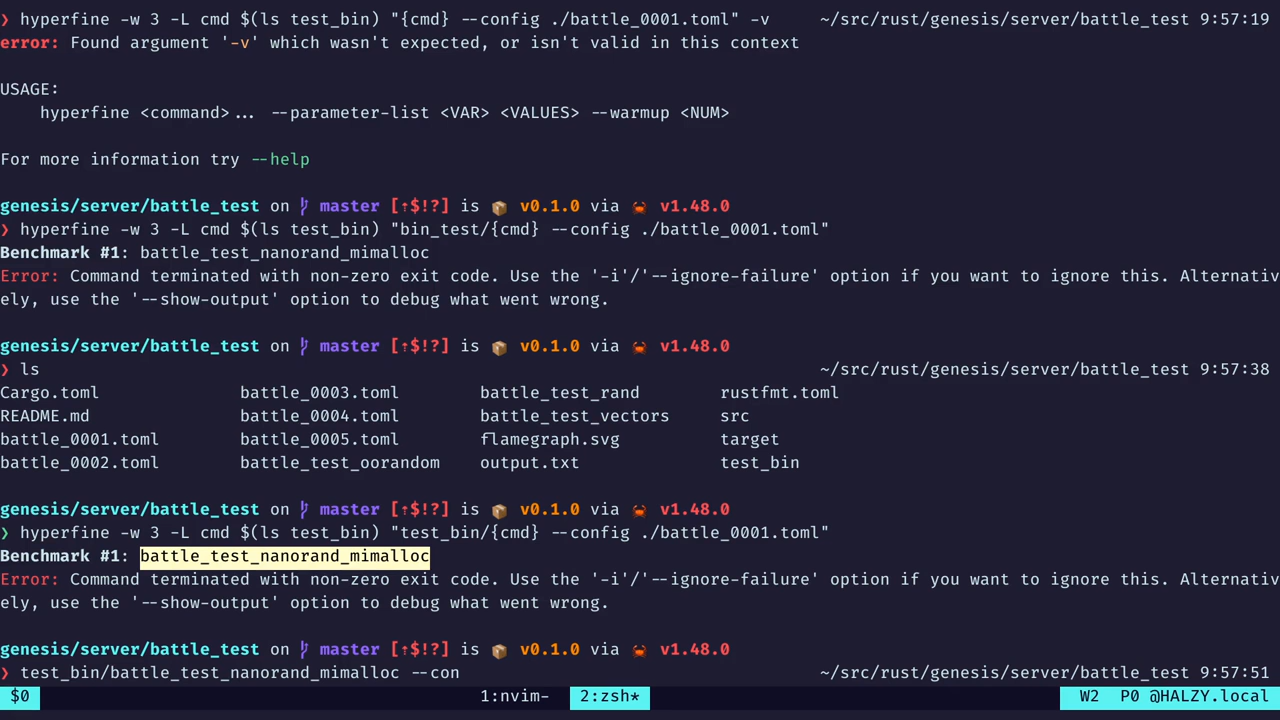 ❯ hyperfine -w 3 -L cmd $(ls test_bin) "{cmd} --config ./battle_0001.toml" -v ~/src/rust/genesis/server/battle_test 9:57:19
error: Found argument '-v' which wasn't expected, or isn't valid in this context
USAGE:
hyperfine <command>... --parameter-list <VAR> <VALUES> --warmup <NUM>
For more information try --help
genesis/server/battle_test on master [⇡$!?] is 📦 v0.1.0 via 🦀 v1.48.0
❯ hyperfine -w 3 -L cmd $(ls test_bin) "bin_test/{cmd} --config ./battle_0001.toml"
Benchmark #1: battle_test_nanorand_mimalloc
Error: Command terminated with non-zero exit code. Use the '-i'/'--ignore-failure' option if you want to ignore this. Alternativ
ely, use the '--show-output' option to debug what went wrong.
genesis/server/battle_test on master [⇡$!?] is 📦 v0.1.0 via 🦀 v1.48.0
❯ ls ~/src/rust/genesis/server/battle_test 9:57:38
Cargo.toml battle_0003.toml battle_test_rand rustfmt.toml
README.md battle_0004.toml battle_test_vectors src
battle_0001.toml battle_0005.toml flamegraph.svg target
battle_0002.toml battle_test_oorandom output.txt test_bin
genesis/server/battle_test on master [⇡$!?] is 📦 v0.1.0 via 🦀 v1.48.0
❯ hyperfine -w 3 -L cmd $(ls test_bin) "test_bin/{cmd} --config ./battle_0001.toml"
Benchmark #1: battle_test_nanorand_mimalloc
Error: Command terminated with non-zero exit code. Use the '-i'/'--ignore-failure' option if you want to ignore this. Alternativ
ely, use the '--show-output' option to debug what went wrong.
genesis/server/battle_test on master [⇡$!?] is 📦 v0.1.0 via 🦀 v1.48.0
❯ test_bin/battle_test_nanorand_mimalloc --con ~/src/rust/genesis/server/battle_test 9:57:51
$0 1:nvim- 2:zsh* W2 P0 @HALZY.local